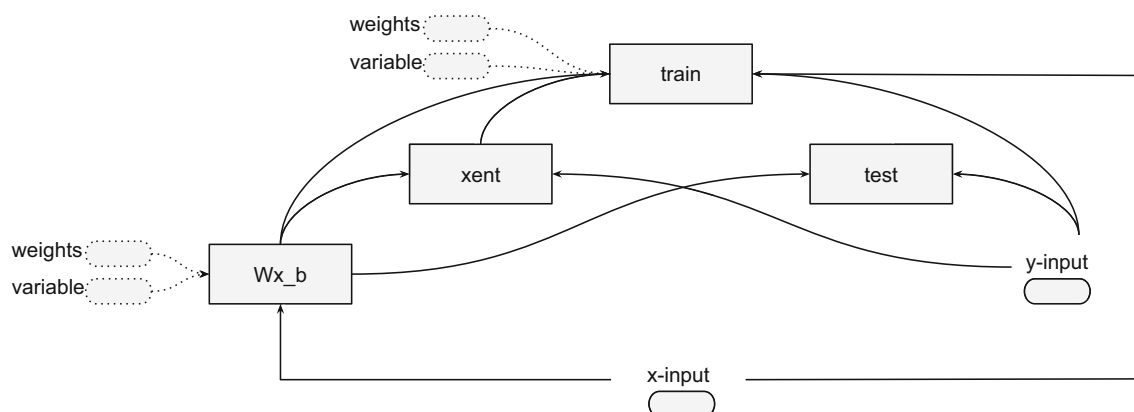 weights
variable
train
xent
test
weights
variable
Wx_b
y-input
x-input